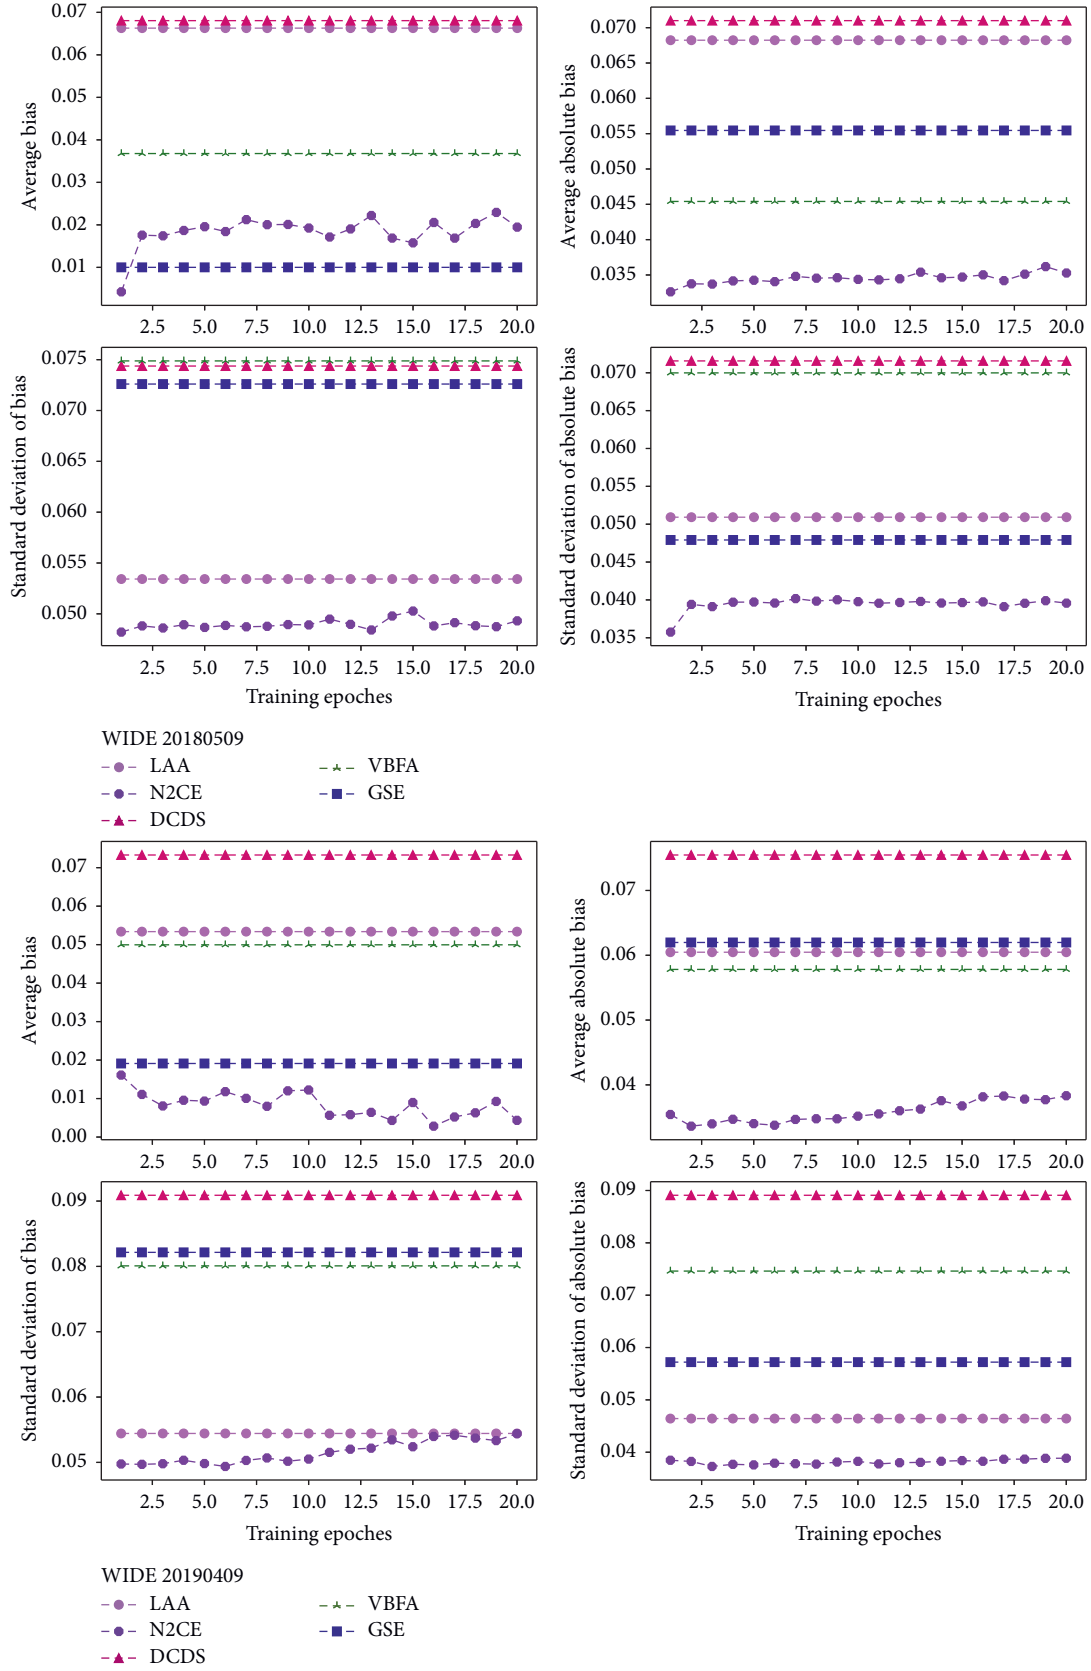 0.07
0.06
0.05
0.04
0.03
0.02
0.01
Average bias
2.5 5.0 7.5 10.0 12.5 15.0 17.5 20.0
0.070
0.065
0.060
0.055
0.050
0.045
0.040
0.035
Average absolute bias
2.5 5.0 7.5 10.0 12.5 15.0 17.5 20.0
0.075
0.070
0.065
0.060
0.055
0.050
Standard deviation of bias
2.5 5.0 7.5 10.0 12.5 15.0 17.5 20.0
Training epoches
0.070
0.065
0.060
0.055
0.050
0.045
0.040
0.035
Standard deviation of absolute bias
2.5 5.0 7.5 10.0 12.5 15.0 17.5 20.0
Training epoches
WIDE 20180509
LAA
N2CE
DCDS
VBFA
GSE
0.07
0.06
0.05
0.04
0.03
0.02
0.01
0.00
Average bias
2.5 5.0 7.5 10.0 12.5 15.0 17.5 20.0
0.07
0.06
0.05
0.04
Average absolute bias
2.5 5.0 7.5 10.0 12.5 15.0 17.5 20.0
0.09
0.08
0.07
0.06
0.05
Standard deviation of bias
2.5 5.0 7.5 10.0 12.5 15.0 17.5 20.0
Training epoches
0.09
0.08
0.07
0.06
0.05
0.04
Standard deviation of absolute bias
2.5 5.0 7.5 10.0 12.5 15.0 17.5 20.0
Training epoches
WIDE 20190409
LAA
N2CE
DCDS
VBFA
GSE